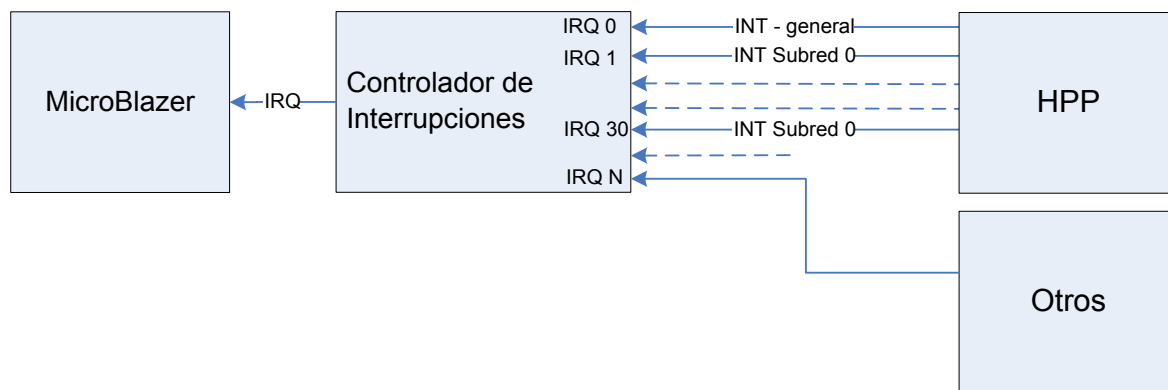 IRQ 0
INT - general
IRQ 1
INT Subred 0
MicroBlazer
IRQ
Controlador de
Interrupciones
HPP
IRQ 30
INT Subred 0
IRQ N
Otros